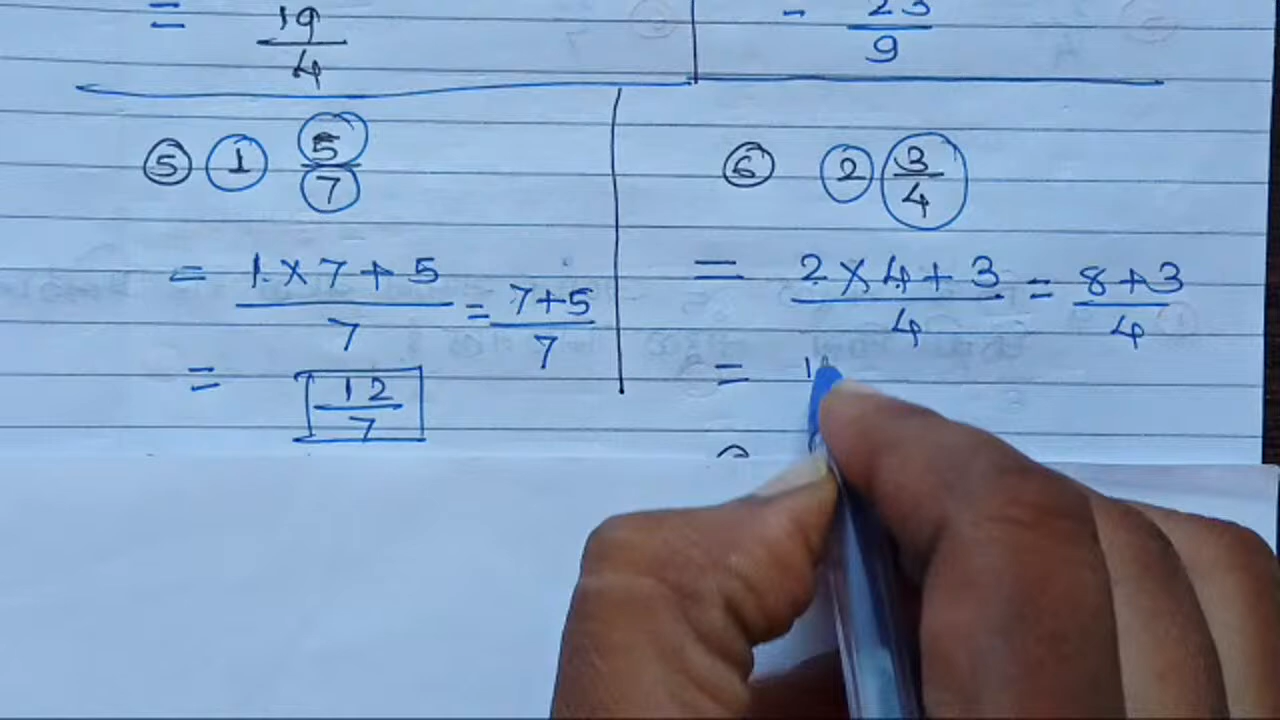 = 19/4
- 23/9
⑤ ① 5/7
= 1 × 7 + 5 / 7 = 7+5 / 7
= 12/7
⑥ ② 3/4
= 2 × 4 + 3 / 4 = 8+3 / 4
= 1